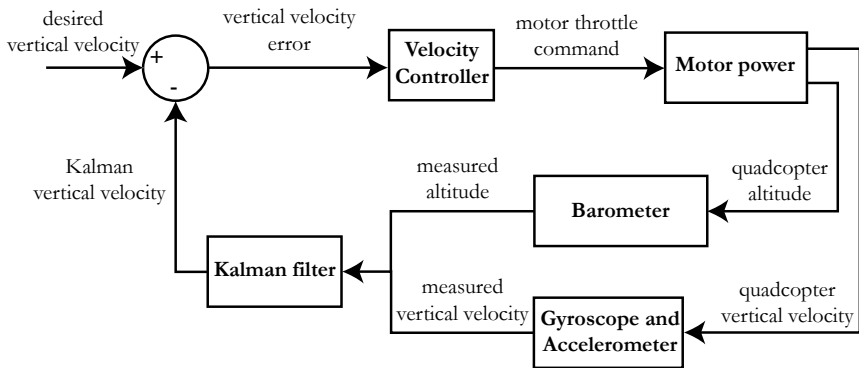 desired
vertical velocity
+
-
vertical velocity
error
Velocity
Controller
motor throttle
command
Motor power
Kalman
vertical velocity
measured
altitude
Barometer
quadcopter
altitude
Kalman filter
measured
vertical velocity
Gyroscope and
Accelerometer
quadcopter
vertical velocity